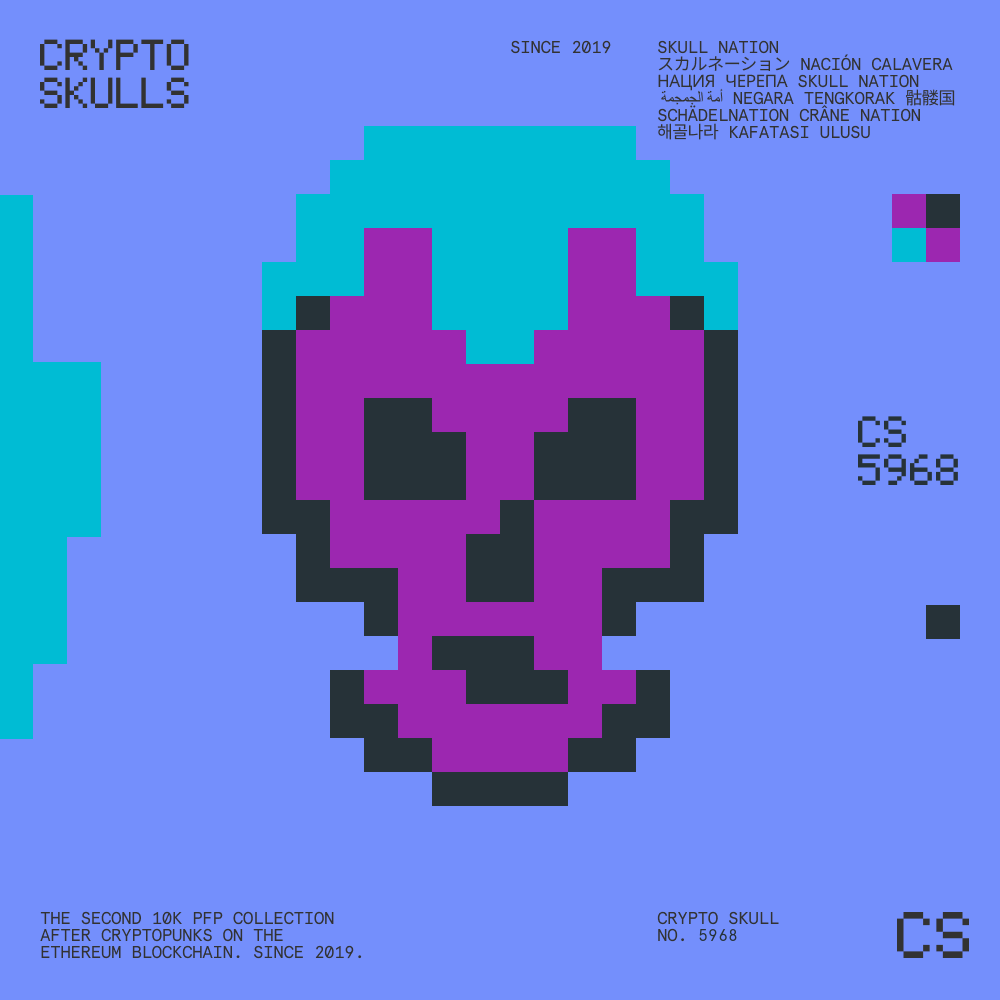 CRYPTO
SKULLS
SINCE 2019
SKULL NATION
スカルネーション NACIÓN CALAVERA
НАЦИЯ ЧЕРЕПА SKULL NATION
أمة الجمجمة NEGARA TENGKORAK 骷髅国
SCHÄDELNATION CRÂNE NATION
해골나라 KAFATASI ULUSU
CS
5968
THE SECOND 10K PFP COLLECTION
AFTER CRYPTOPUNKS ON THE
ETHEREUM BLOCKCHAIN. SINCE 2019.
CRYPTO SKULL
NO. 5968
CS